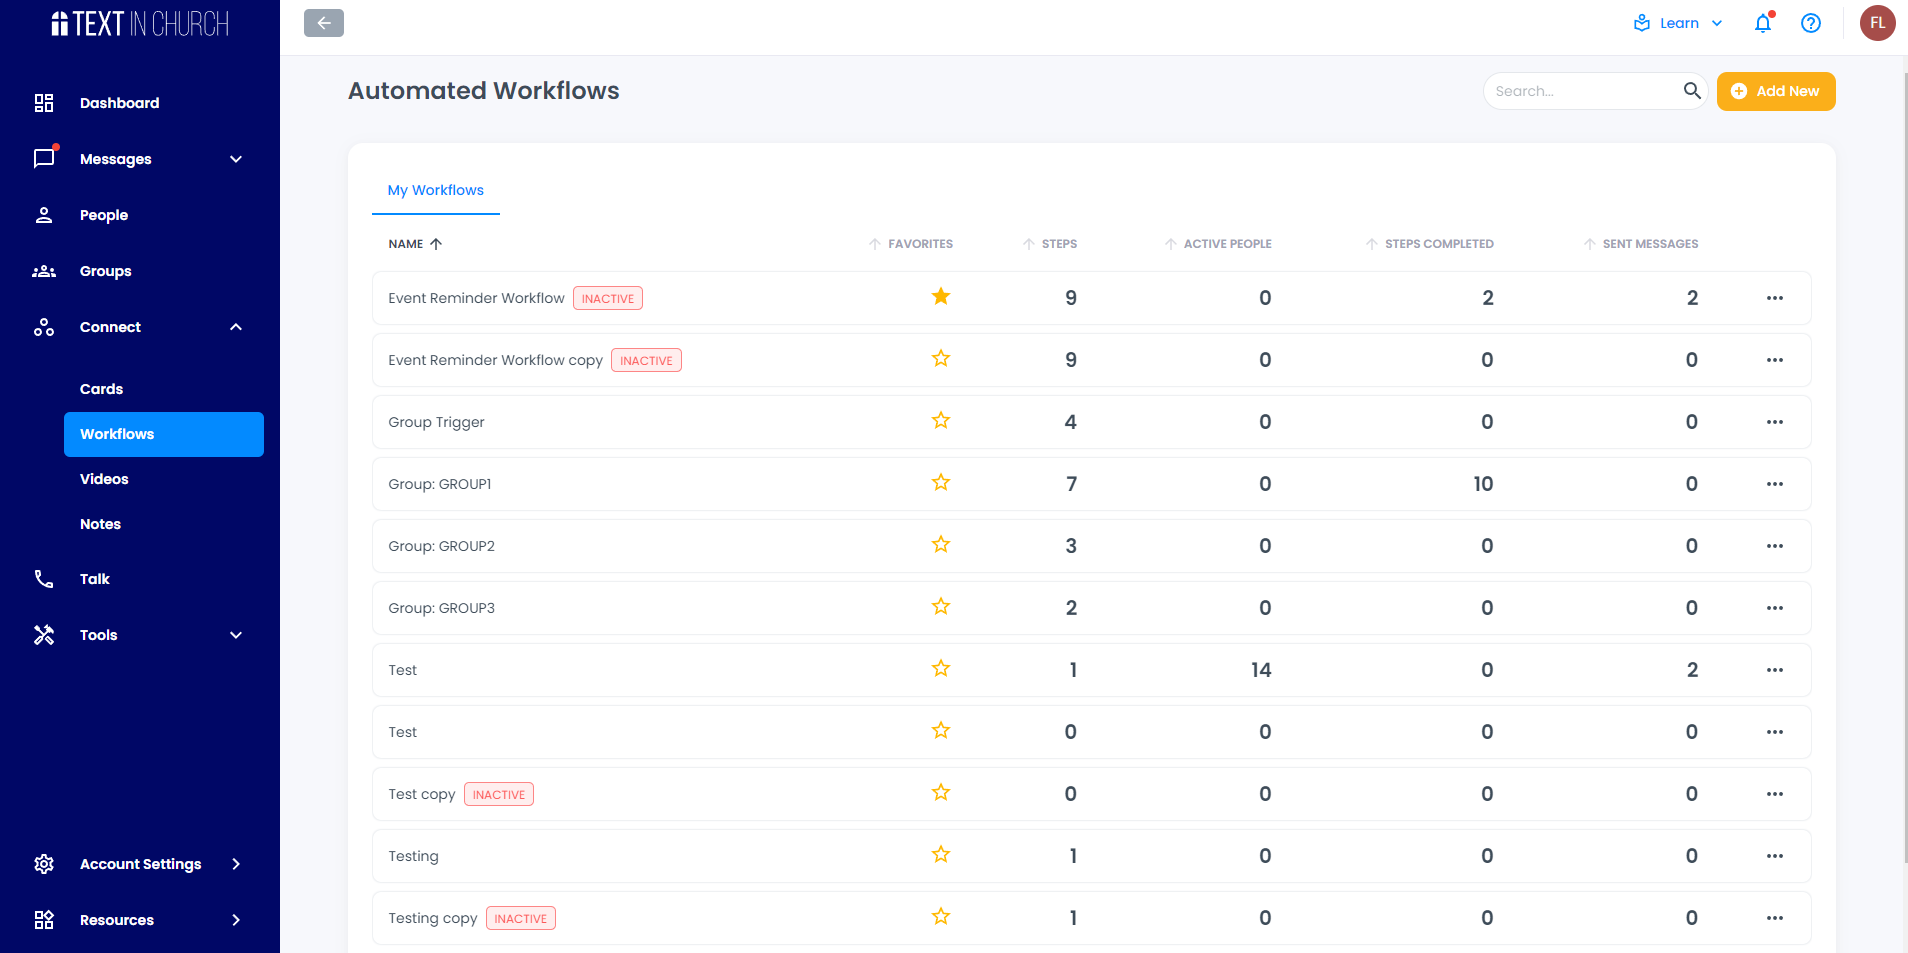 TEXT IN CHURCH
Learn
FL
Dashboard
Messages
People
Groups
Connect
Cards
Workflows
Videos
Notes
Talk
Tools
Account Settings
Resources
Automated Workflows
Search...
Add New
My Workflows
NAME FAVORITES STEPS ACTIVE PEOPLE STEPS COMPLETED SENT MESSAGES
Event Reminder Workflow INACTIVE 9 0 2 2
Event Reminder Workflow copy INACTIVE 9 0 0 0
Group Trigger 4 0 0 0
Group: GROUP1 7 0 10 0
Group: GROUP2 3 0 0 0
Group: GROUP3 2 0 0 0
Test 1 14 0 2
Test 0 0 0 0
Test copy INACTIVE 0 0 0 0
Testing 1 0 0 0
Testing copy INACTIVE 1 0 0 0